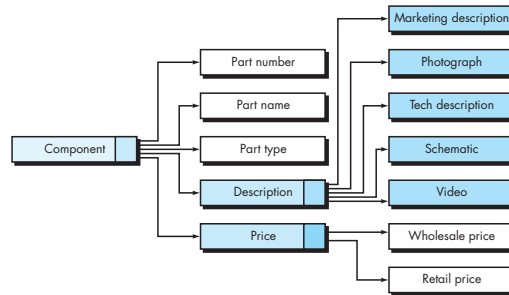 Marketing description
Part number
Photograph
Part name
Tech description
Component
Part type
Schematic
Description
Video
Price
Wholesale price
Retail price